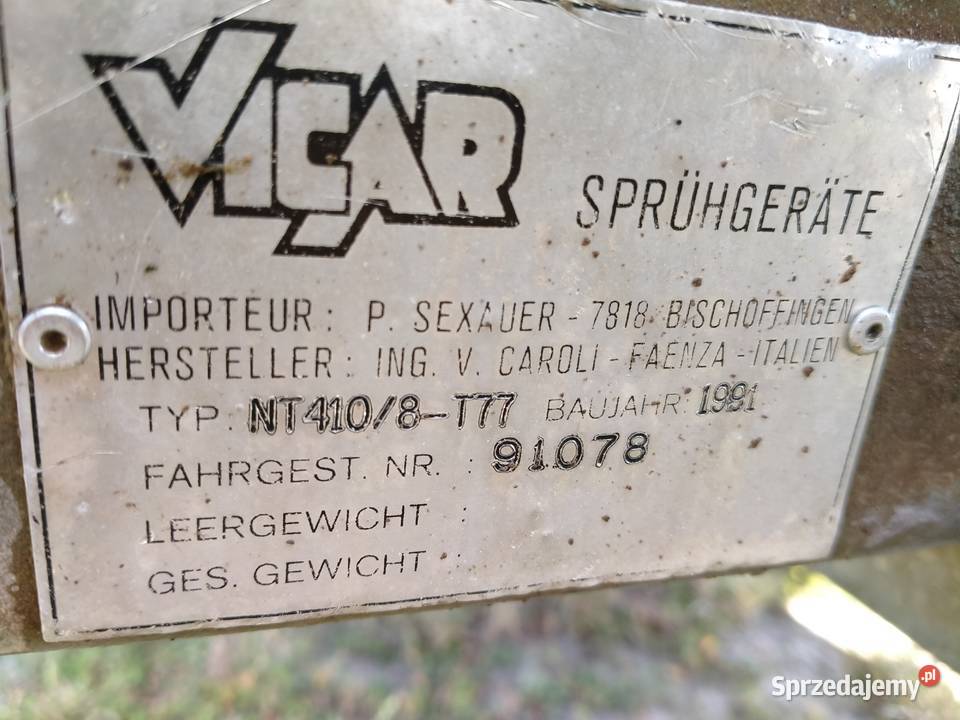 VICAR
SPRÜHGERÄTE
IMPORTEUR: P. SEXAUER - 7818 BISCHOFFINGEN
HERSTELLER: ING. V. CAROLI - FAENZA - ITALIEN
TYP: NT410/8-T77 BAUJAHR: 1991
FAHRGEST. NR. : 91078
LEERGEWICHT :
GES. GEWICHT :
Sprzedajemy.pl